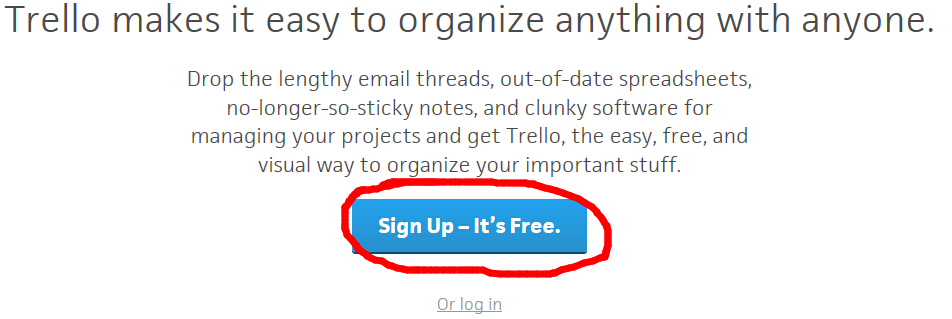 Trello makes it easy to organize anything with anyone.
Drop the lengthy email threads, out-of-date spreadsheets,
no-longer-so-sticky notes, and clunky software for
managing your projects and get Trello, the easy, free, and
visual way to organize your important stuff.
Sign Up – It’s Free.
Or log in